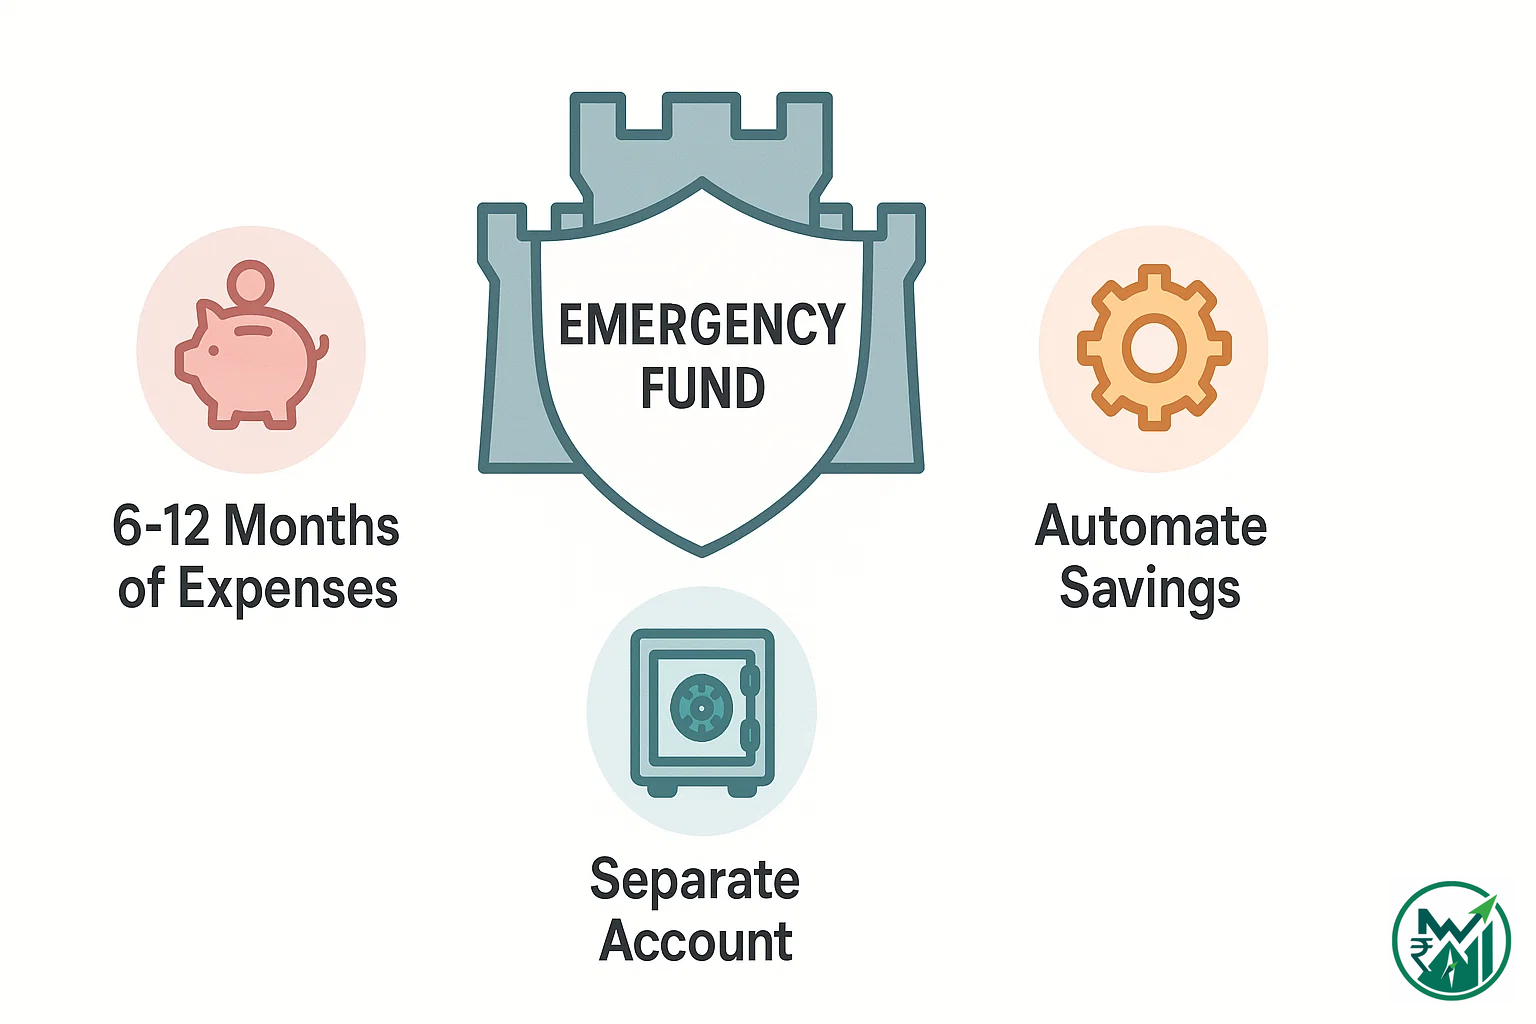 EMERGENCY
FUND
6-12 Months
of Expenses
Automate
Savings
Separate
Account
₹